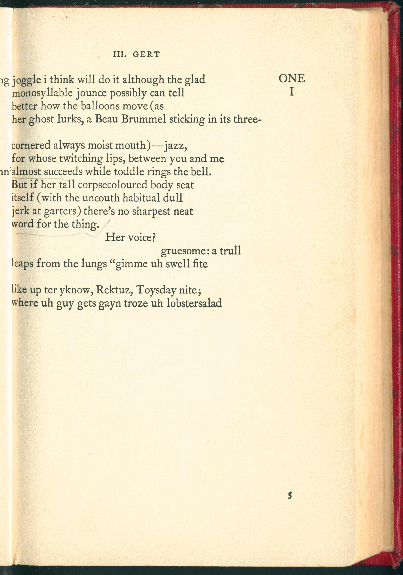 III. GERT
joggle i think will do it although the glad
monosyllable jounce possibly can tell
better how the balloons move (as
her ghost lurks, a Beau Brummel sticking in its three-
cornered always moist mouth)—jazz,
for whose twitching lips, between you and me
almost succeeds while toddle rings the bell.
But if her tall corpsecoloured body seat
itself (with the uncouth habitual dull
jerk at garters) there's no sharpest neat
word for the thing.
Her voice?
gruesome: a trull
leaps from the lungs "gimme uh swell fite
like up ter yknow, Rektuz, Toysday nite;
where uh guy gets gayn troze uh lobstersalad
ONE
I
5